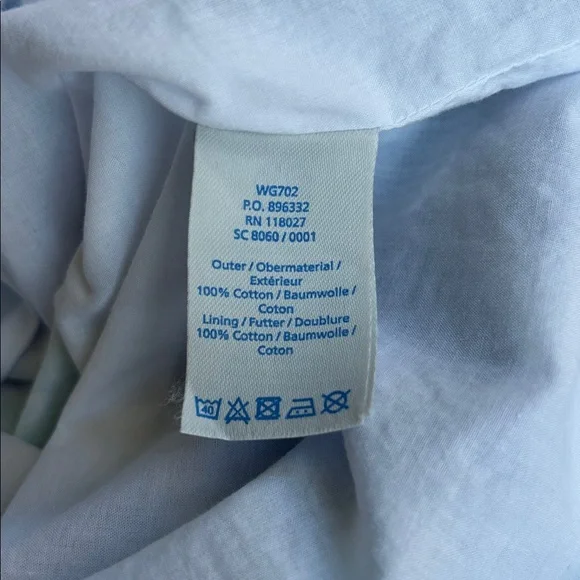 WG702
P.O. 896332
RN 118027
SC 8060 / 0001
Outer / Obermaterial /
Extérieur
100% Cotton / Baumwolle /
Coton
Lining / Futter / Doublure
100% Cotton / Baumwolle /
Coton
40